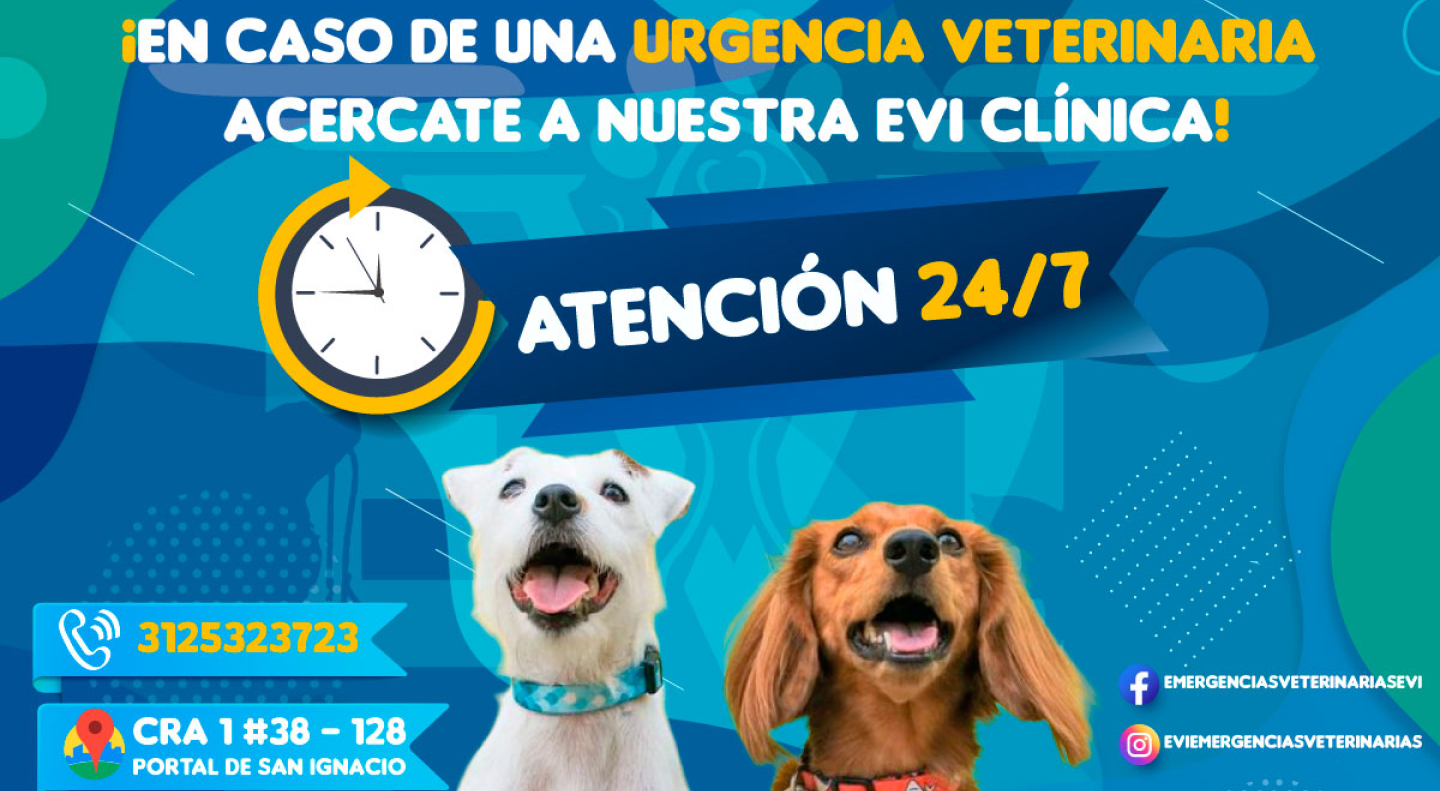 ¡EN CASO DE UNA URGENCIA VETERINARIA
ACERCATE A NUESTRA EVI CLÍNICA!
ATENCIÓN 24/7
3125323723
CRA 1 #38 - 128
PORTAL DE SAN IGNACIO
EMERGENCIASVETERINARIASEVI
EVIEMERGENCIASVETERINARIAS